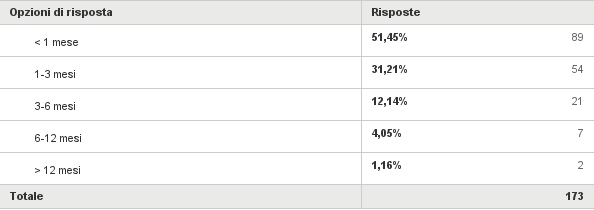 Opzioni di risposta Risposte
< 1 mese 51,45% 89
1-3 mesi 31,21% 54
3-6 mesi 12,14% 21
6-12 mesi 4,05% 7
> 12 mesi 1,16% 2
Totale 173